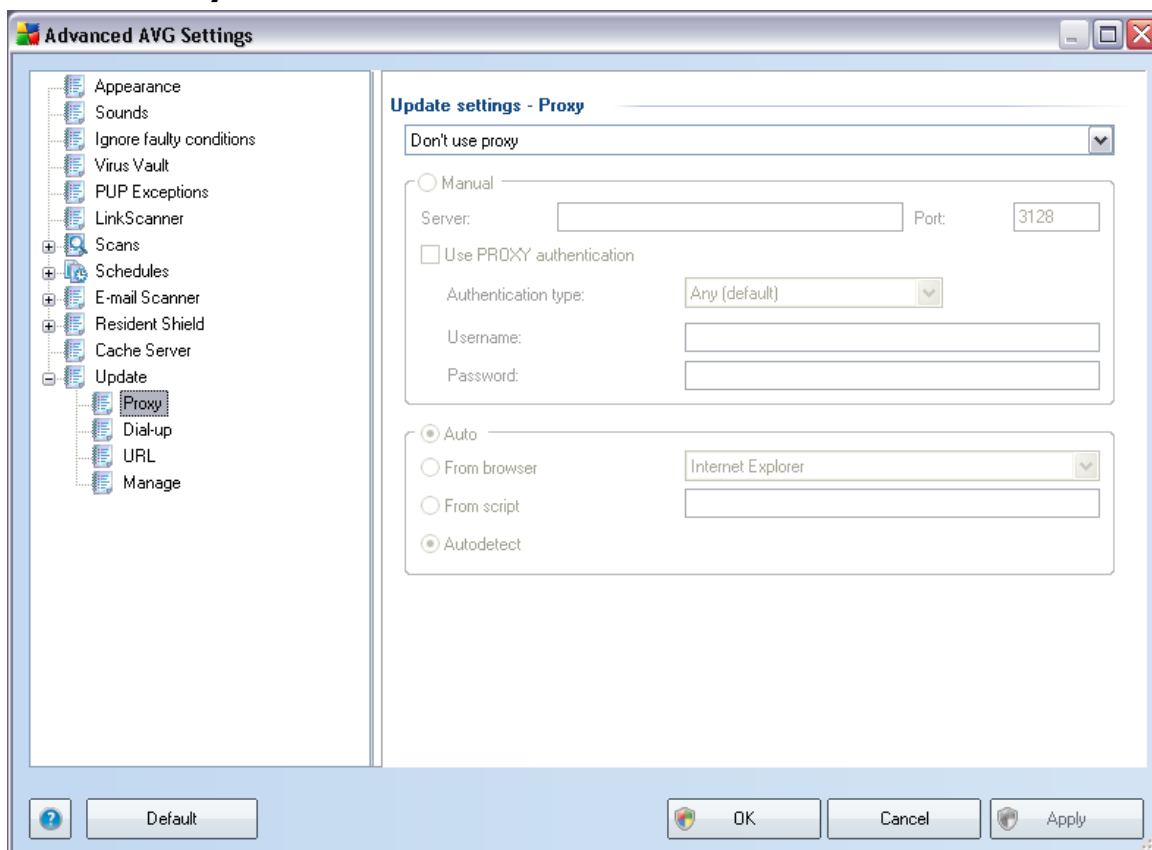 Advanced AVG Settings
Appearance
Sounds
Ignore faulty conditions
Virus Vault
PUP Exceptions
LinkScanner
Scans
Schedules
E-mail Scanner
Resident Shield
Cache Server
Update
Proxy
Dial-up
URL
Manage
Update settings - Proxy
Don't use proxy
Manual
Server: Port: 3128
Use PROXY authentication
Authentication type: Any (default)
Username:
Password:
Auto
From browser Internet Explorer
From script
Autodetect
Default OK Cancel Apply